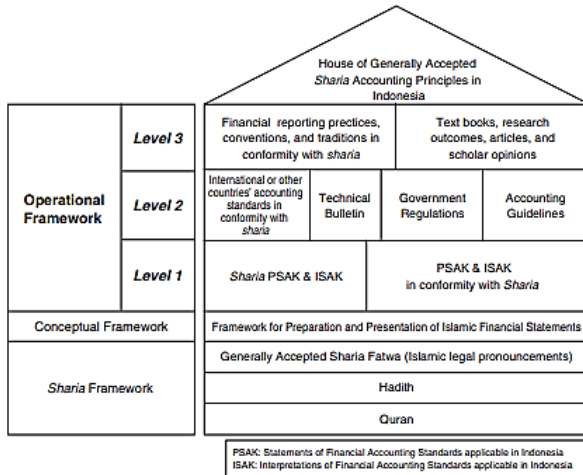 House of Generally Accepted
Sharia Accounting Principles in
Indonesia
Operational
Framework
Level 3
Financial reporting prectices,
conventions, and traditions in
conformity with sharia
Text books, research
outcomes, articles, and
scholar opinions
Level 2
International or other
countries' accounting
standards in
conformity with
sharia
Technical
Bulletin
Government
Regulations
Accounting
Guidelines
Level 1
Sharia PSAK & ISAK
PSAK & ISAK
in conformity with Sharia
Conceptual Framework
Framework for Preparation and Presentation of Islamic Financial Statements
Sharia Framework
Generally Accepted Sharia Fatwa (Islamic legal pronouncements)
Hadith
Quran
PSAK: Statements of Financial Accounting Standards applicable in Indonesia
ISAK: Interpretations of Financial Accounting Standards applicable in Indonesia